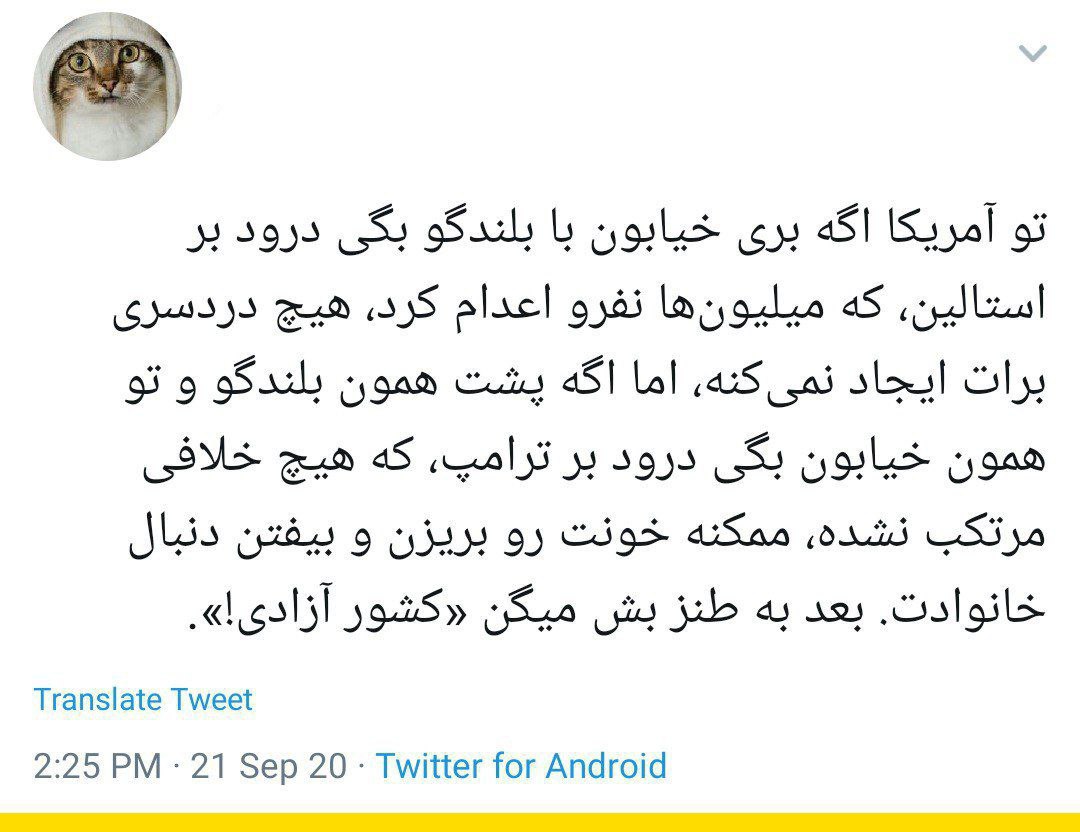 تو آمریکا اگه بری خیابون با بلندگو بگی درود بر
استالین، که میلیون‌ها نفرو اعدام کرد، هیچ دردسری
برات ایجاد نمی‌کنه، اما اگه پشت همون بلندگو و تو
همون خیابون بگی درود بر ترامپ، که هیچ خلافی
مرتکب نشده، ممکنه خونت رو بریزن و بیفتن دنبال
خانوادت. بعد به طنز بش میگن «کشور آزادی!».
Translate Tweet
2:25 PM · 21 Sep 20 · Twitter for Android